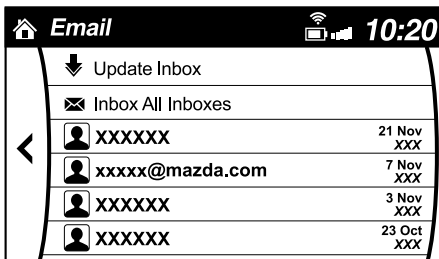 Email 10:20
Update Inbox
Inbox All Inboxes
XXXXXX 21 Nov
XXX
xxxxx@mazda.com 7 Nov
XXX
XXXXXX 3 Nov
XXX
XXXXXX 23 Oct
XXX